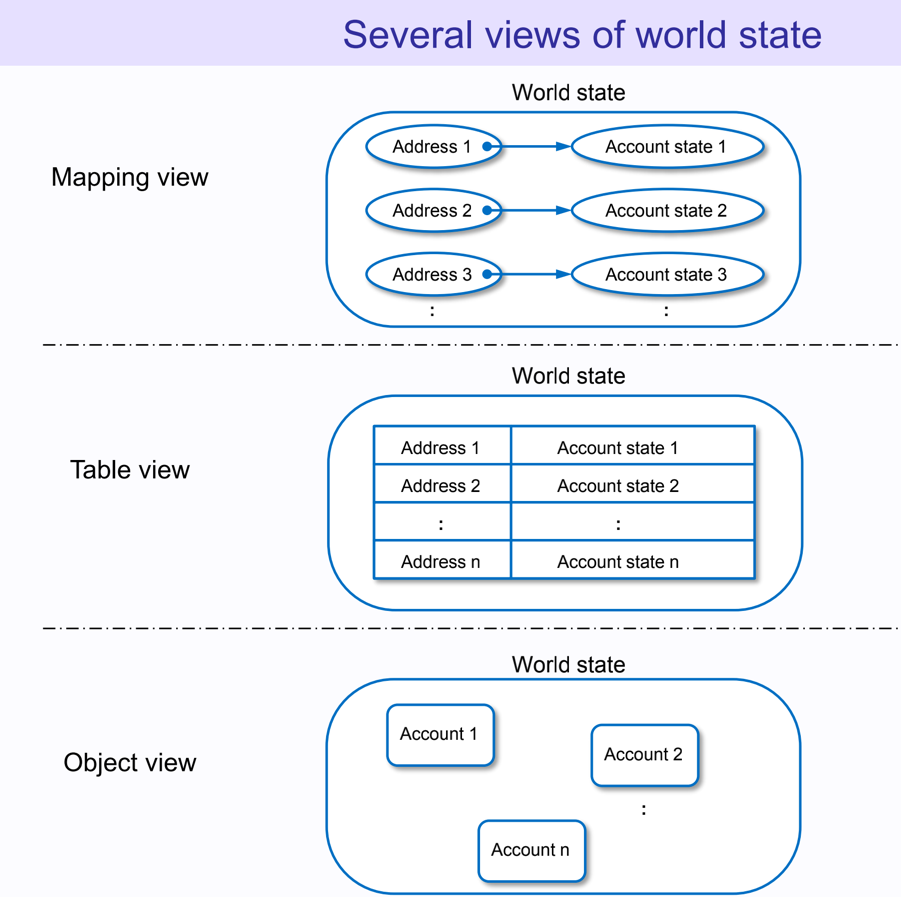 Several views of world state
World state
Mapping view
Address 1 Account state 1
Address 2 Account state 2
Address 3 Account state 3
: :
World state
Table view
Address 1 Account state 1
Address 2 Account state 2
: :
Address n Account state n
World state
Object view
Account 1
Account 2
:
Account n